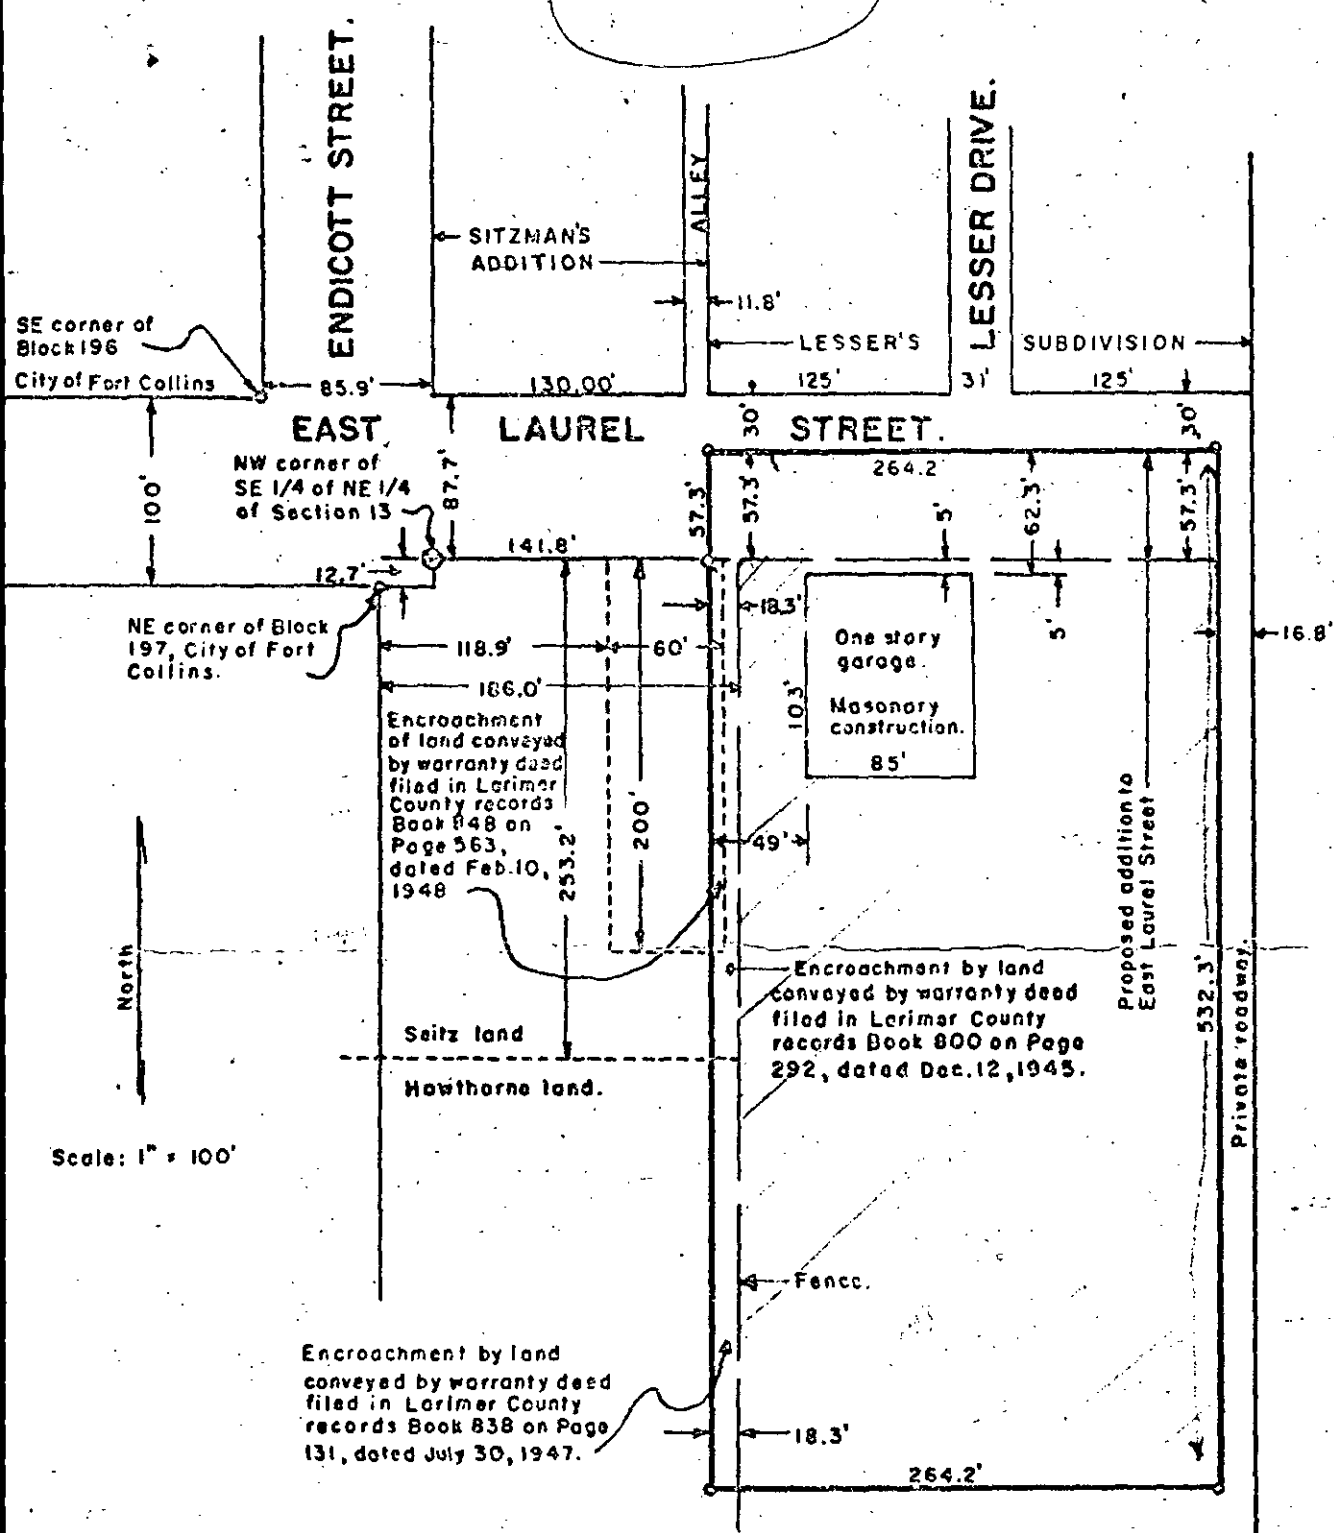 ENDICOTT STREET.
ALLEY
LESSER DRIVE.
SITZMAN'S
ADDITION
11.8'
SE corner of
Block 196
City of Fort Collins
LESSER'S
SUBDIVISION
85.9'
130.00'
125'
31'
125'
EAST LAUREL STREET.
30'
30'
264.2
100'
NW corner of
SE 1/4 of NE 1/4
of Section 13
87.7'
57.3'
57.3'
5'
62.3'
57.3'
141.8'
12.7'
18.3'
5'
16.8'
NE corner of Block
197, City of Fort
Collins.
118.9'
60'
186.0'
One story
garage.
Masonary
construction.
103'
85'
Encroachment
of land conveyed
by warranty deed
filed in Larimer
County records
Book 848 on
Page 563,
dated Feb. 10,
1948
253.2'
200'
49'
Proposed addition to
East Laurel Street
North
Encroachment by land
conveyed by warranty deed
filed in Larimer County
records Book 800 on Page
292, dated Dec. 12, 1945.
532.3'
Private roadway.
Seitz land
Hawthorne land.
Scale: 1" = 100'
Fence.
Encroachment by land
conveyed by warranty deed
filed in Larimer County
records Book 838 on Page
131, dated July 30, 1947.
18.3'
264.2'